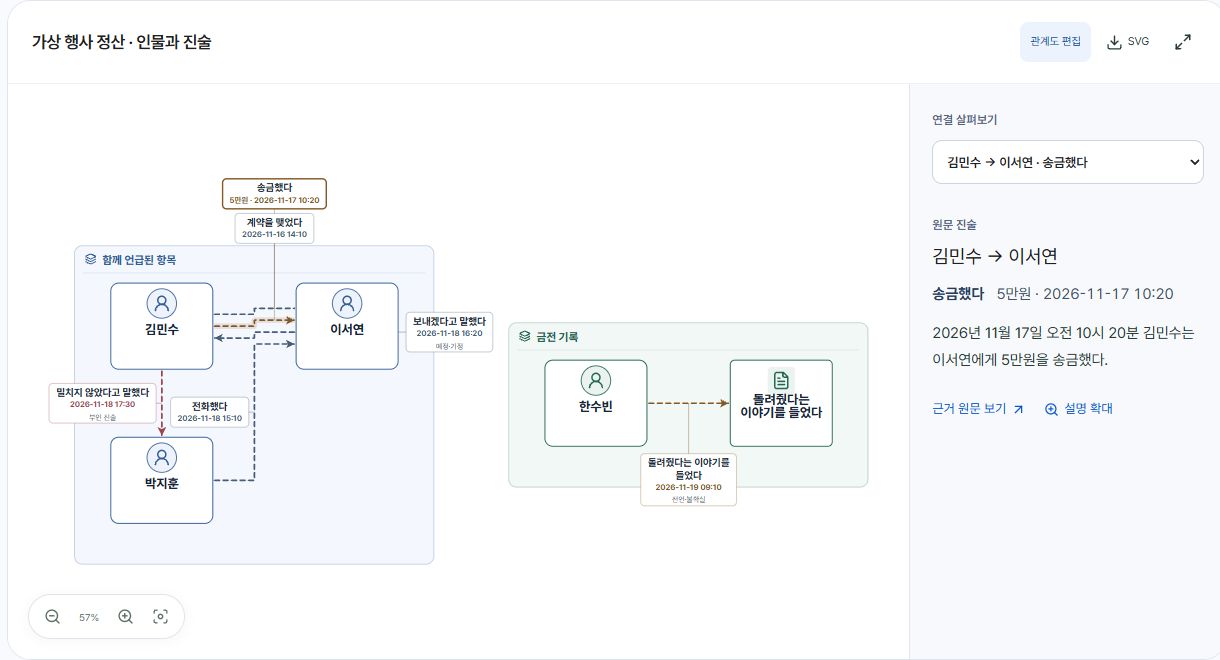 가상 행사 정산 · 인물과 진술
관계도 편집
SVG
송금했다
5만원 · 2026-11-17 10:20
계약을 맺었다
2026-11-16 14:10
함께 언급된 항목
김민수
이서연
보내겠다고 말했다
2026-11-18 16:20
예정·가정
밀치지 않았다고 말했다
2026-11-18 17:30
부인 진술
전화했다
2026-11-18 15:10
박지훈
금전 기록
한수빈
돌려줬다는
이야기를 들었다
돌려줬다는 이야기를
들었다
2026-11-19 09:10
전언·불확실
57%
연결 살펴보기
김민수 → 이서연 · 송금했다
원문 진술
김민수 → 이서연
송금했다 5만원 · 2026-11-17 10:20
2026년 11월 17일 오전 10시 20분 김민수는
이서연에게 5만원을 송금했다.
근거 원문 보기
설명 확대